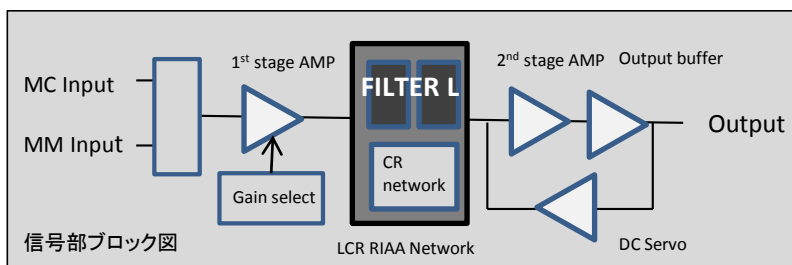 MC Input
MM Input
1st stage AMP
Gain select
FILTER L
CR
network
LCR RIAA Network
2nd stage AMP
Output buffer
Output
DC Servo
信号部ブロック図